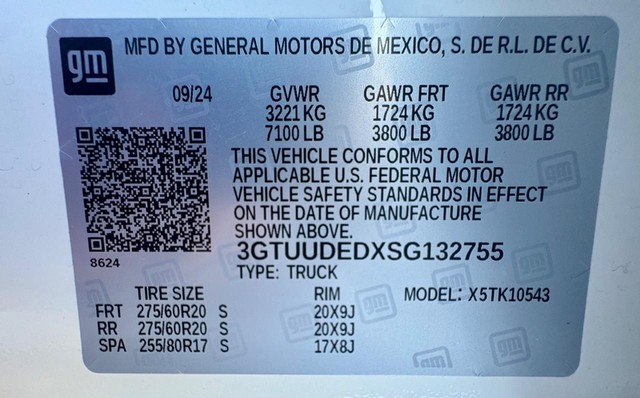 gm MFD BY GENERAL MOTORS DE MEXICO, S. DE R.L. DE C.V.
09/24 GVWR GAWR FRT GAWR RR
3221 KG 1724 KG 1724 KG
7100 LB 3800 LB 3800 LB
THIS VEHICLE CONFORMS TO ALL
APPLICABLE U.S. FEDERAL MOTOR
VEHICLE SAFETY STANDARDS IN EFFECT
ON THE DATE OF MANUFACTURE
SHOWN ABOVE.
3GTUUDEDXSG132755
8624
TYPE: TRUCK
TIRE SIZE RIM MODEL: X5TK10543
FRT 275/60R20 S 20X9J
RR 275/60R20 S 20X9J
SPA 255/80R17 S 17X8J